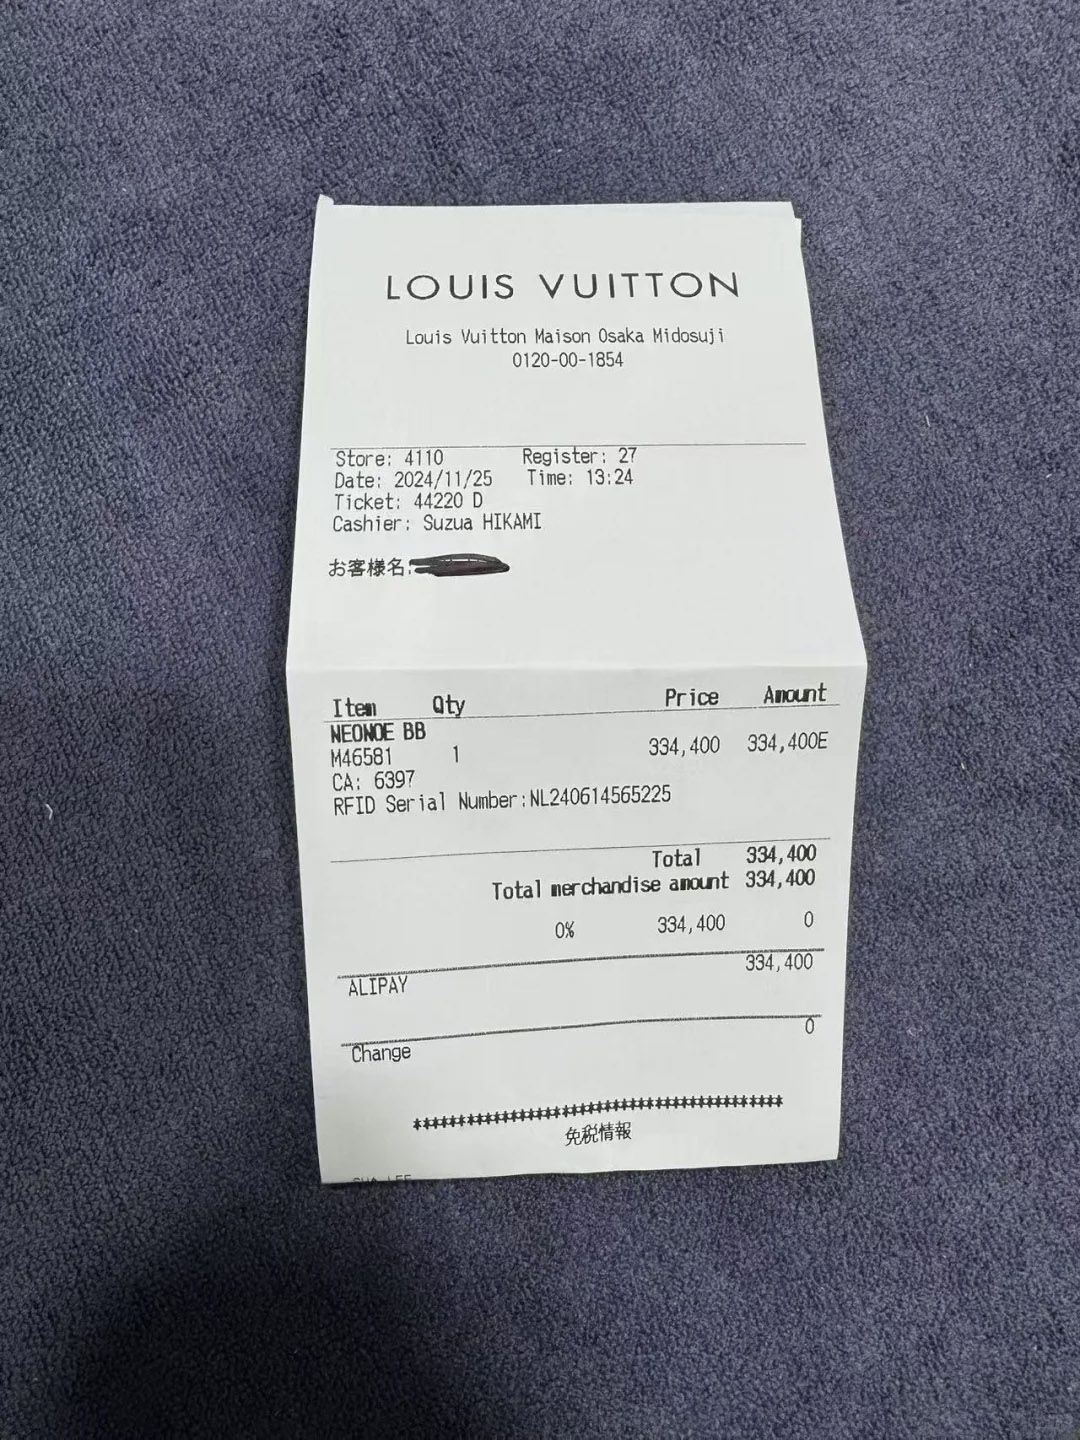 LOUIS VUITTON
Louis Vuitton Maison Osaka Midosuji
0120-00-1854
Store: 4110 Register: 27
Date: 2024/11/25 Time: 13:24
Ticket: 44220 D
Cashier: Suzua HIKAMI
お客様名:
Item Qty Price Amount
NEONOE BB
M46581 1 334,400 334,400E
CA: 6397
RFID Serial Number:NL240614565225
Total 334,400
Total merchandise amount 334,400
0% 334,400 0
334,400
ALIPAY
0
Change
****************************************
免税情報